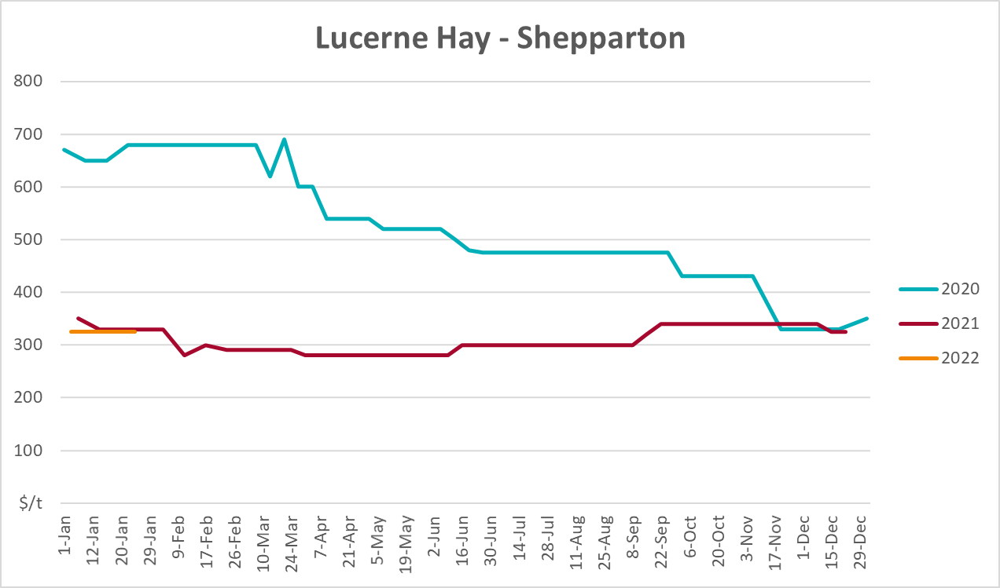 Lucerne Hay - Shepparton
800
700
600
500
400
300
200
100
$/t
1-Jan
12-Jan
20-Jan
29-Jan
9-Feb
17-Feb
26-Feb
10-Mar
24-Mar
7-Apr
21-Apr
5-May
19-May
2-Jun
16-Jun
30-Jun
14-Jul
28-Jul
11-Aug
25-Aug
8-Sep
22-Sep
6-Oct
20-Oct
3-Nov
17-Nov
1-Dec
15-Dec
29-Dec
2020
2021
2022